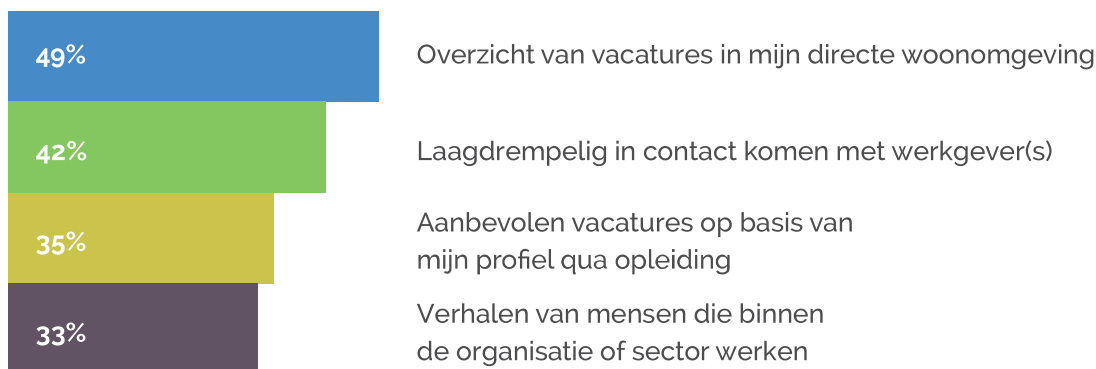 49% Overzicht van vacatures in mijn directe woonomgeving
42% Laagdrempelig in contact komen met werkgever(s)
35% Aanbevolen vacatures op basis van
mijn profiel qua opleiding
33% Verhalen van mensen die binnen
de organisatie of sector werken